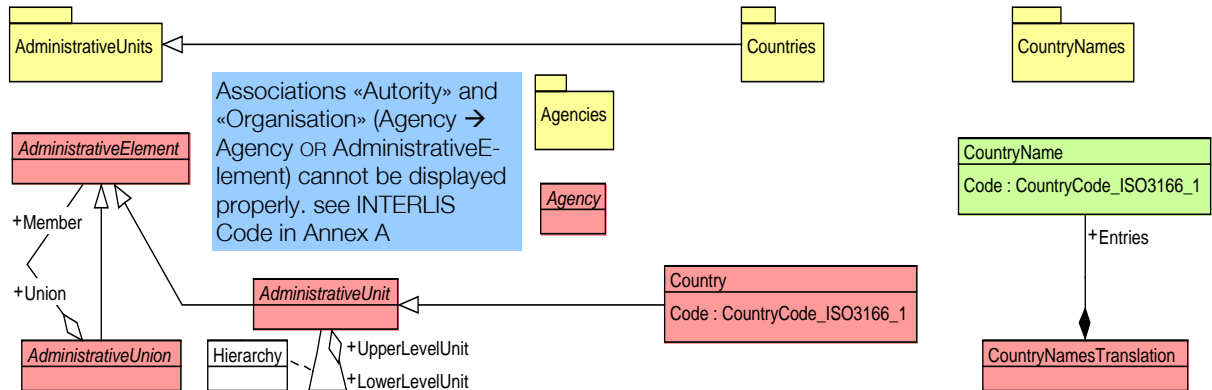 AdministrativeUnits
Countries
CountryNames
Associations «Autority» and
«Organisation» (Agency →
Agency OR AdministrativeE-
lement) cannot be displayed
properly. see INTERLIS
Code in Annex A
Agencies
AdministrativeElement
CountryName
Code : CountryCode_ISO3166_1
Agency
+Member
+Entries
+Union
AdministrativeUnit
Country
Code : CountryCode_ISO3166_1
AdministrativeUnion
Hierarchy
+UpperLevelUnit
+LowerLevelUnit
CountryNamesTranslation